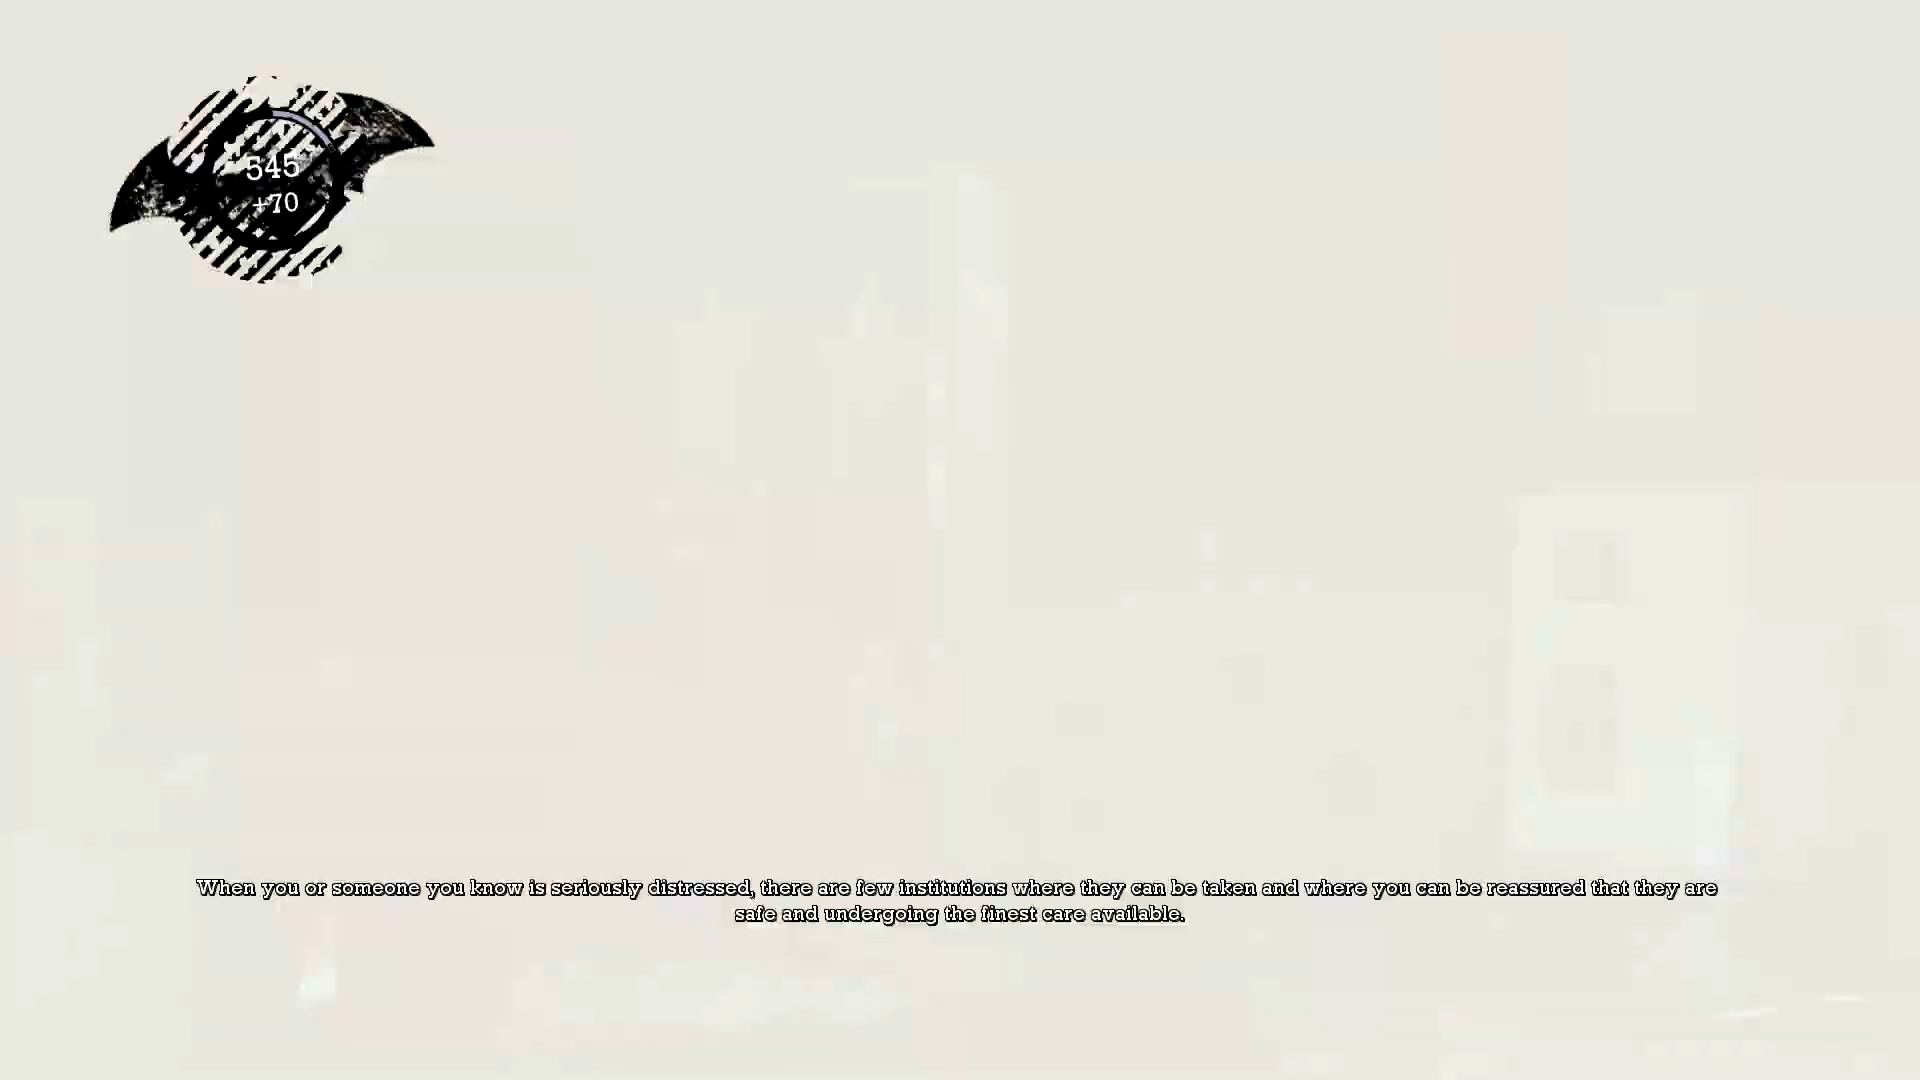 545
+70
When you or someone you know is seriously distressed, there are few institutions where they can be taken and where you can be reassured that they are
safe and undergoing the finest care available.